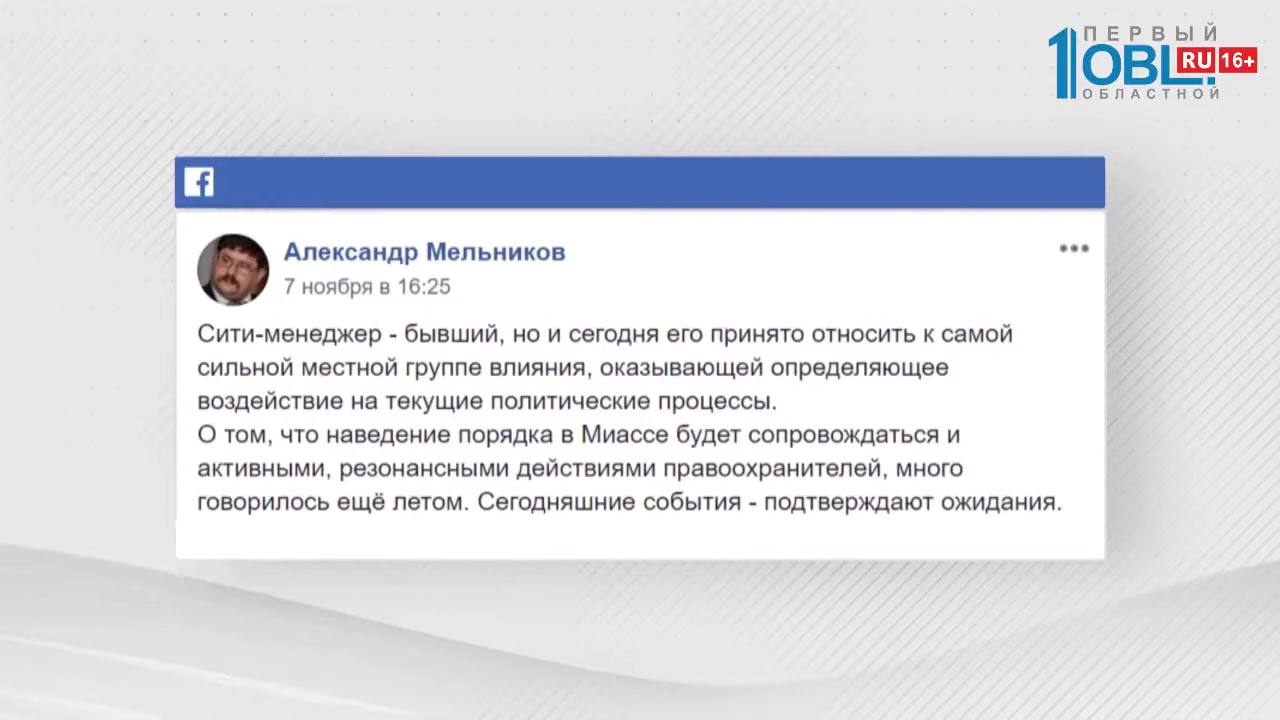 ПЕРВЫЙ
1OBL.RU 16+
ОБЛАСТНОЙ
f
Александр Мельников
7 ноября в 16:25
Сити-менеджер - бывший, но и сегодня его принято относить к самой
сильной местной группе влияния, оказывающей определяющее
воздействие на текущие политические процессы.
О том, что наведение порядка в Миассе будет сопровождаться и
активными, резонансными действиями правоохранителей, много
говорилось ещё летом. Сегодняшние события - подтверждают ожидания.